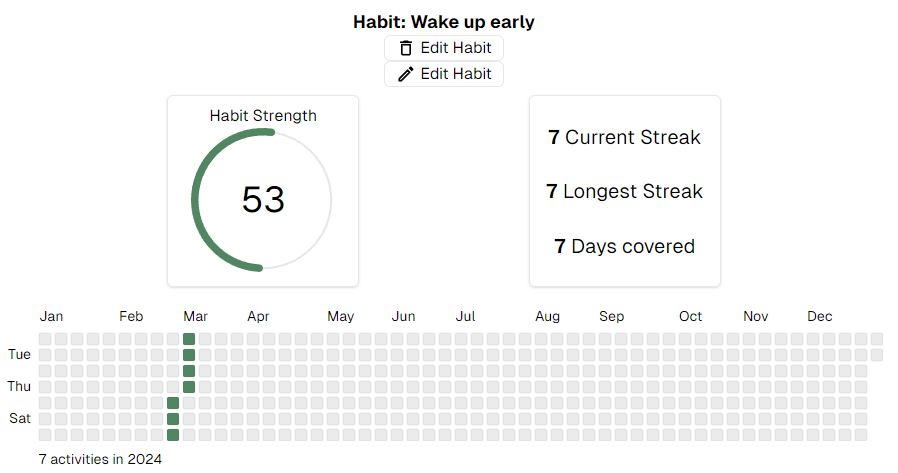 Habit: Wake up early
Edit Habit
Edit Habit
Habit Strength
53
7 Current Streak
7 Longest Streak
7 Days covered
Jan Feb Mar Apr May Jun Jul Aug Sep Oct Nov Dec
Tue
Thu
Sat
7 activities in 2024